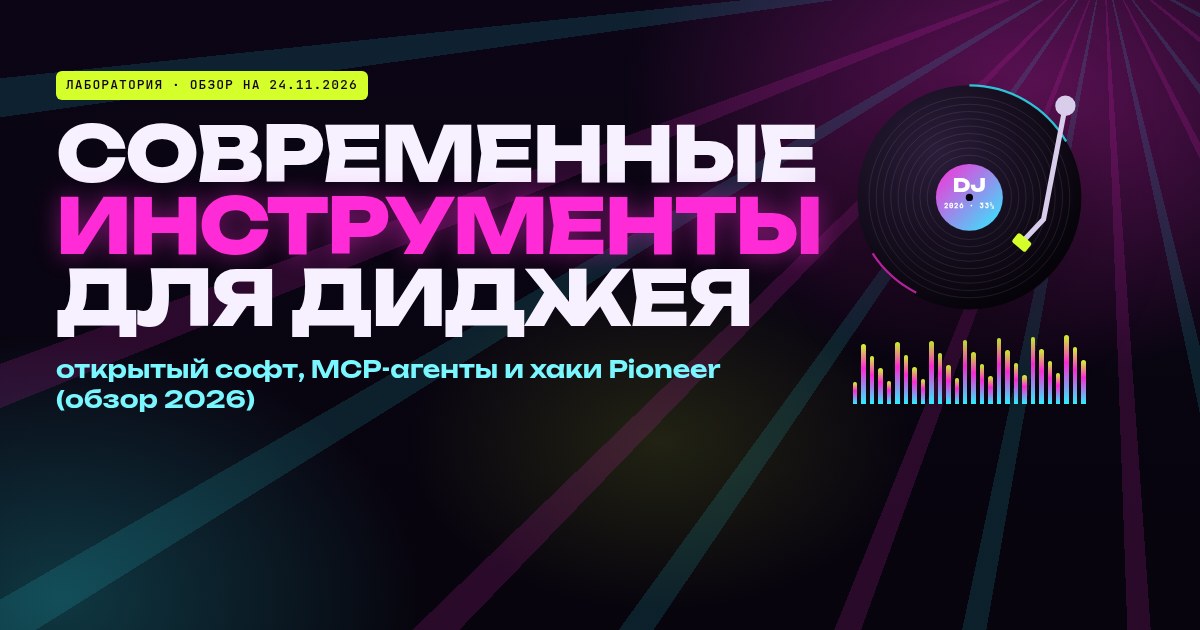 ЛАБОРАТОРИЯ · ОБЗОР НА 24.11.2026
СОВРЕМЕННЫЕ
ИНСТРУМЕНТЫ
ДЛЯ ДИДЖЕЯ
открытый софт, MCP-агенты и хаки Pioneer
(обзор 2026)
DJ
2026 · 33⅓